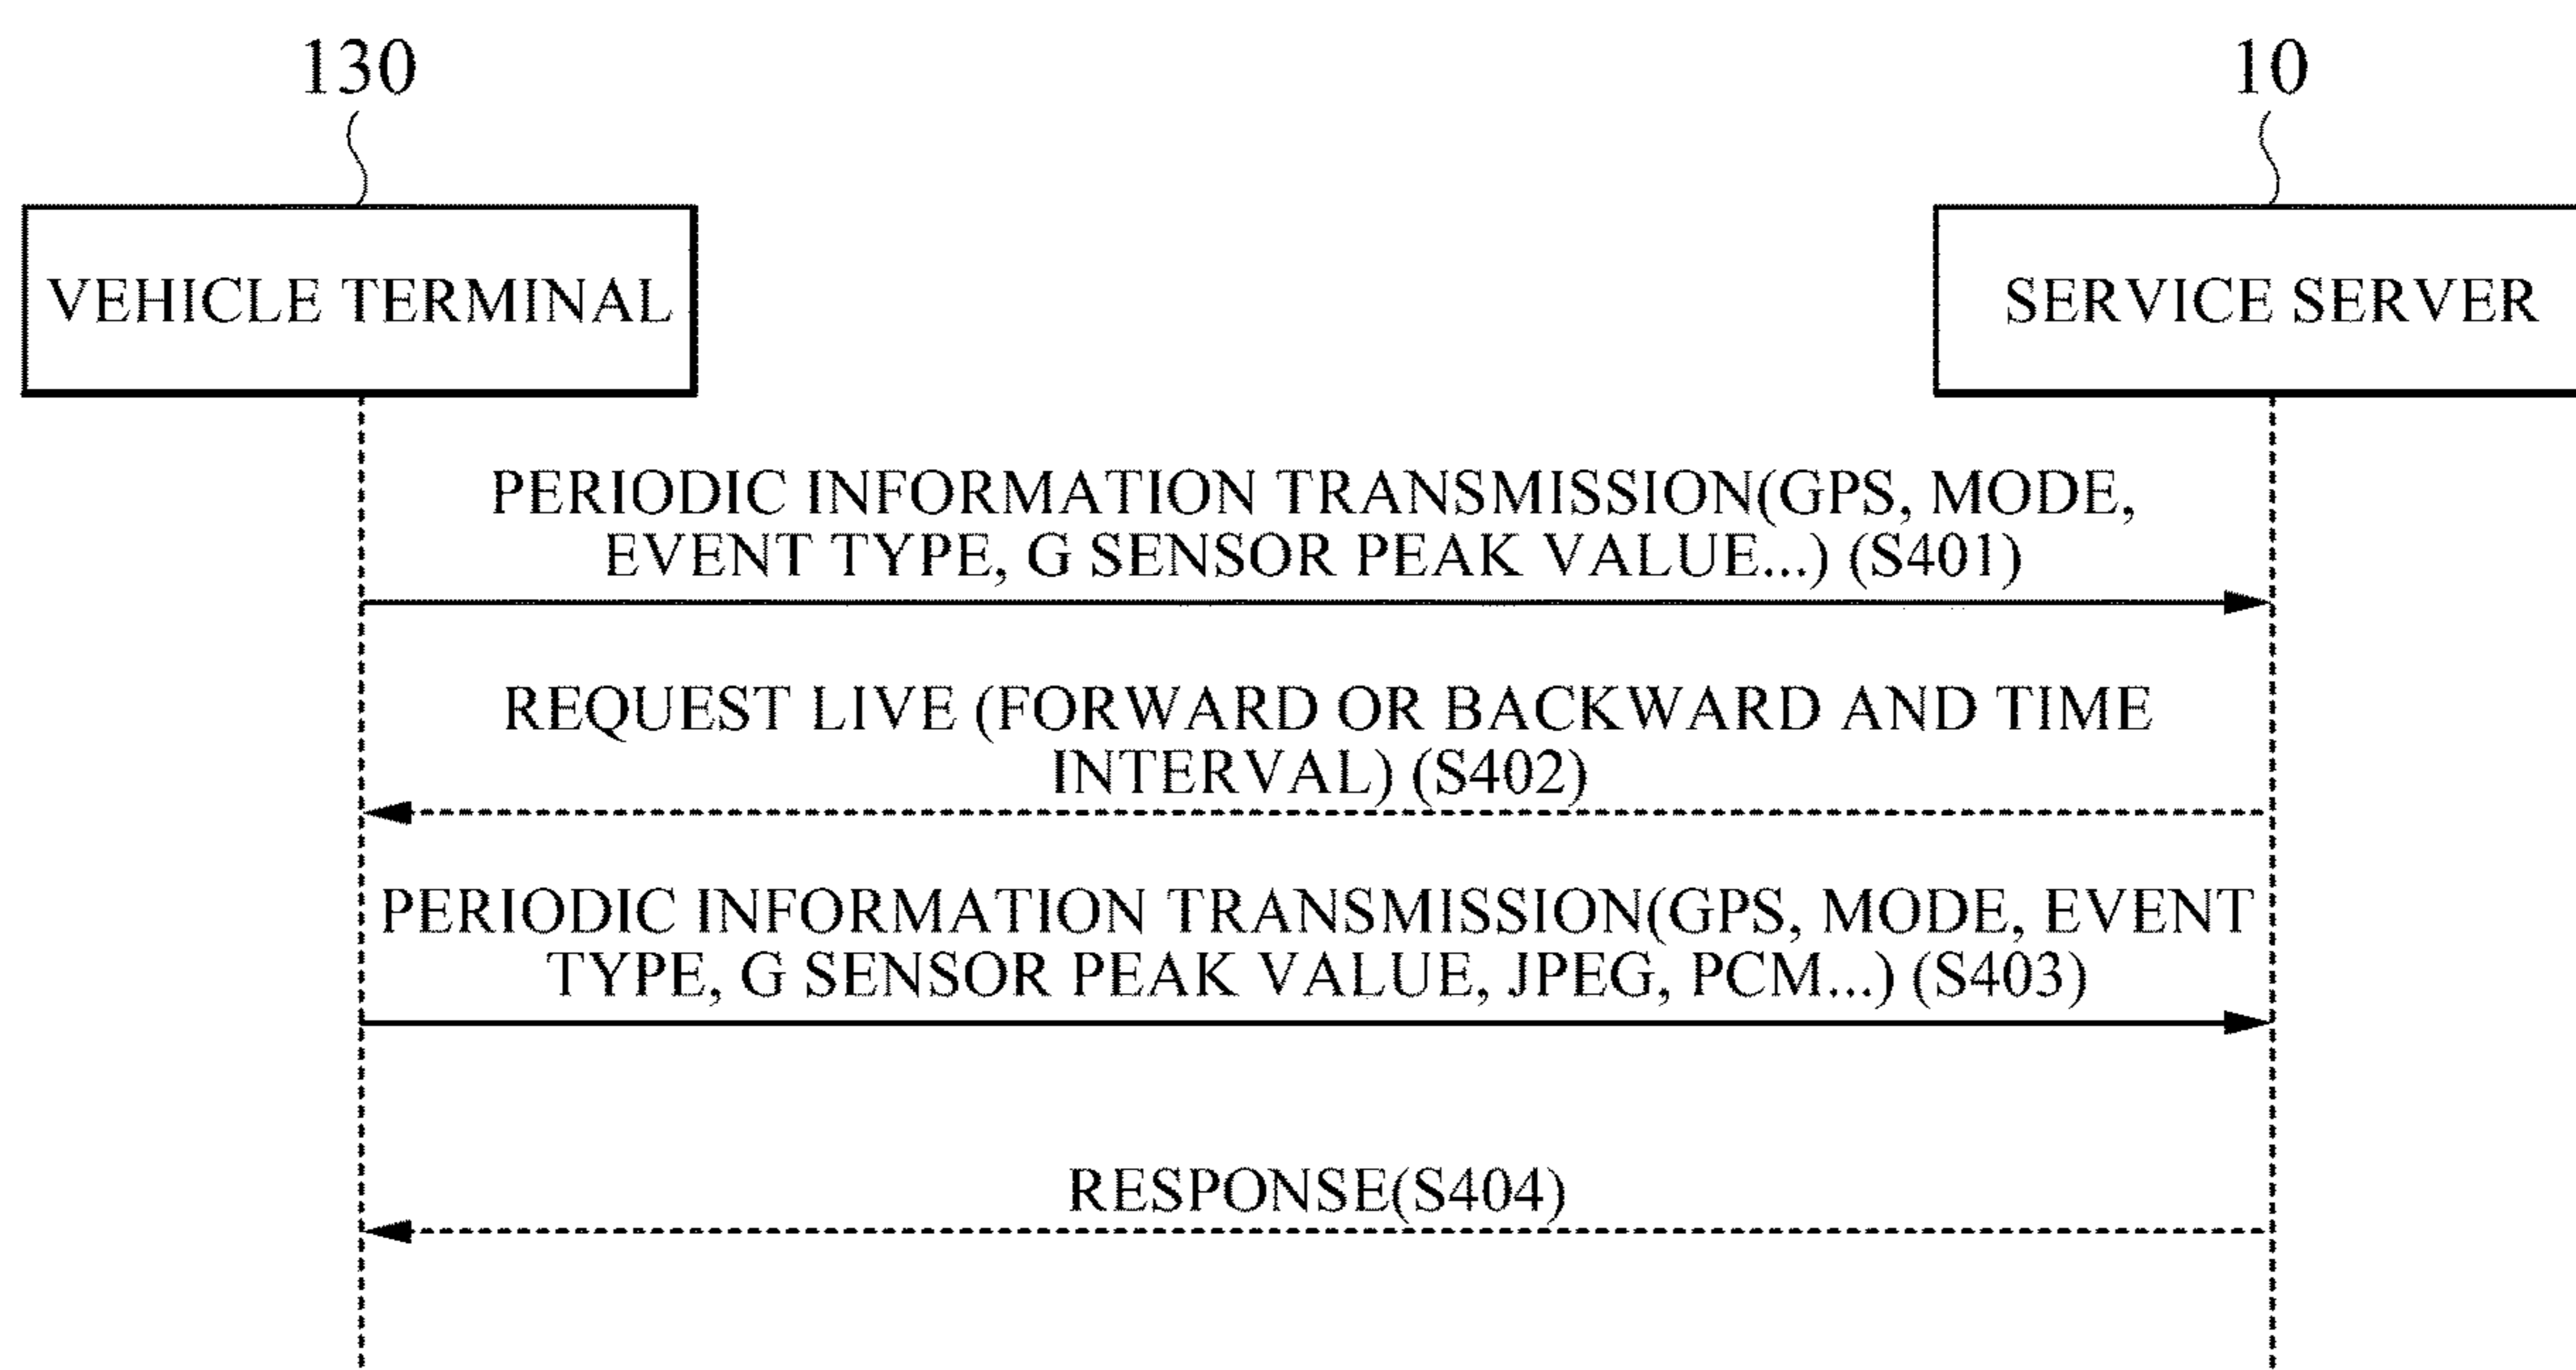 130
10
VEHICLE TERMINAL
SERVICE SERVER
PERIODIC INFORMATION TRANSMISSION(GPS, MODE,
EVENT TYPE, G SENSOR PEAK VALUE...) (S401)
REQUEST LIVE (FORWARD OR BACKWARD AND TIME
INTERVAL) (S402)
PERIODIC INFORMATION TRANSMISSION(GPS, MODE, EVENT
TYPE, G SENSOR PEAK VALUE, JPEG, PCM...) (S403)
RESPONSE(S404)